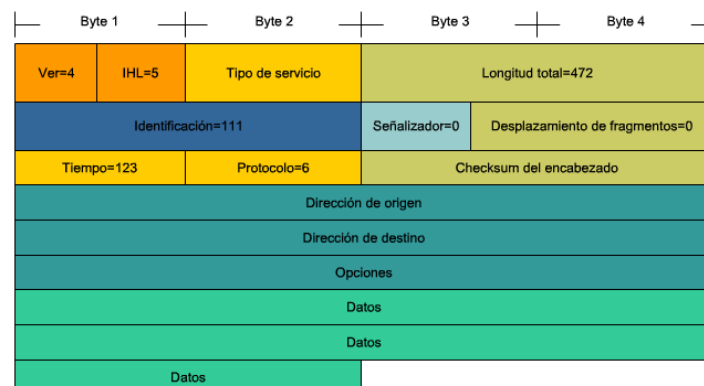 Byte 1 Byte 2 Byte 3 Byte 4
Ver=4 IHL=5 Tipo de servicio Longitud total=472
Identificación=111 Señalizador=0 Desplazamiento de fragmentos=0
Tiempo=123 Protocolo=6 Checksum del encabezado
Dirección de origen
Dirección de destino
Opciones
Datos
Datos
Datos